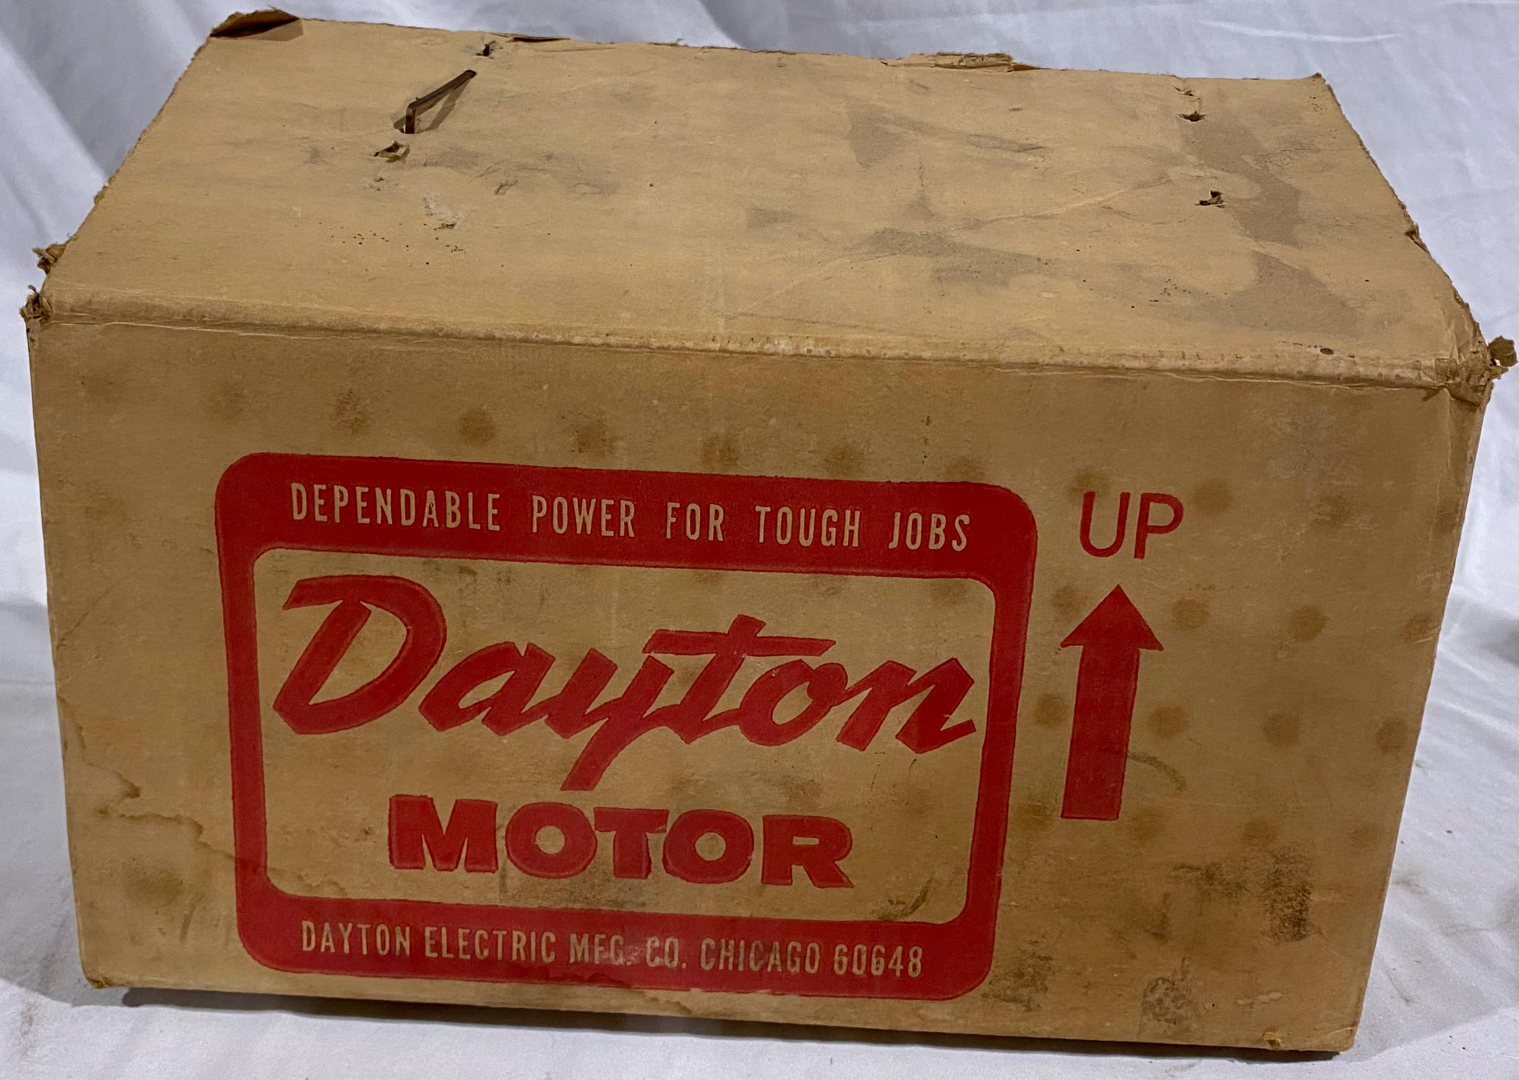 DEPENDABLE POWER FOR TOUGH JOBS
UP
Dayton
MOTOR
DAYTON ELECTRIC MFG. CO. CHICAGO 60648